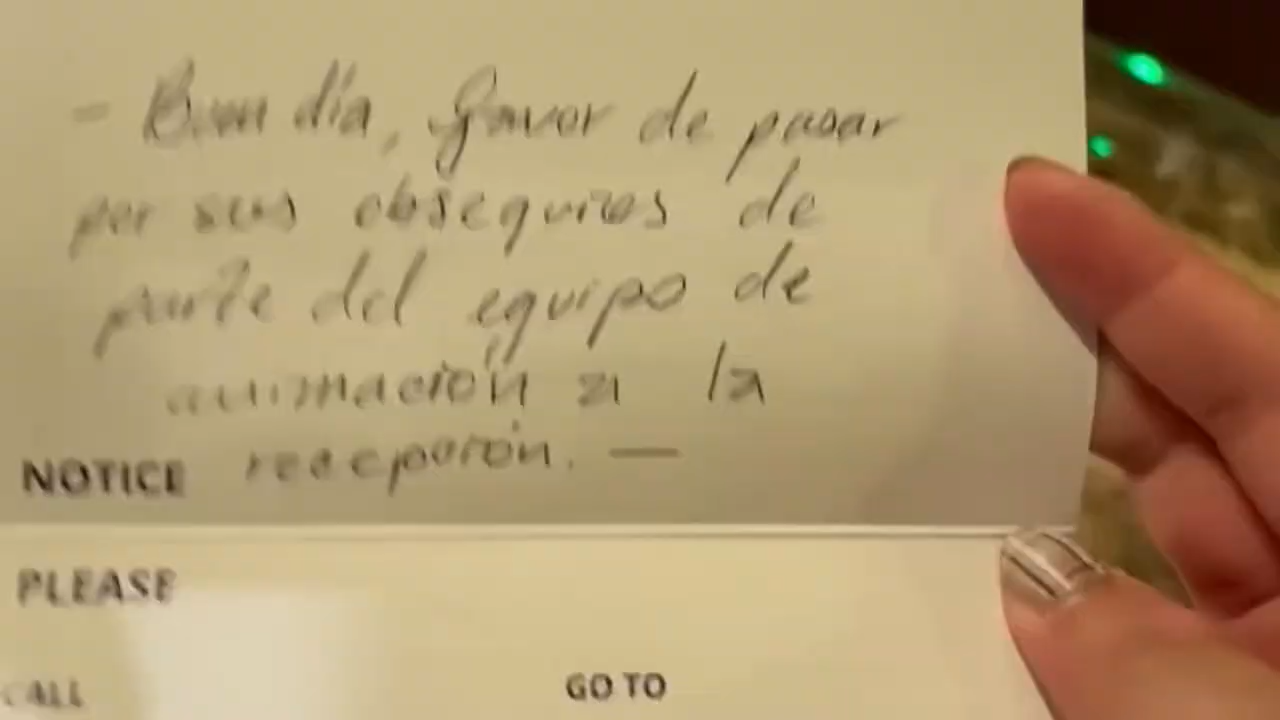 - Buen día, favor de pasar
por sus obsequios de
parte del equipo de
animación a la
NOTICE recepción. —
PLEASE
CALL GO TO